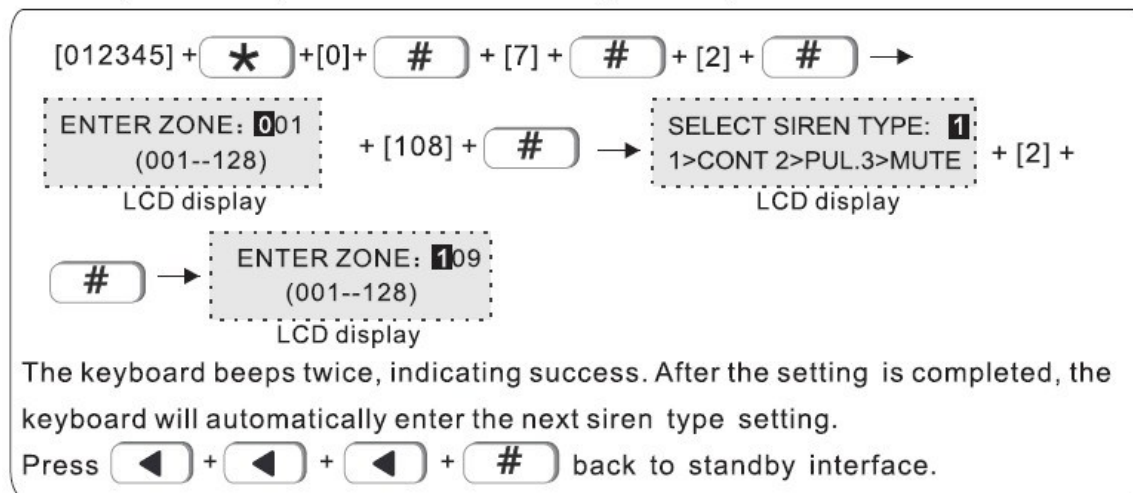 [012345] + * +[0]+ # + [7] + # + [2] + # →
ENTER ZONE: 001
(001--128)
LCD display
+ [108] + # →
SELECT SIREN TYPE: 1
1>CONT 2>PUL.3>MUTE
LCD display
+ [2] +
# →
ENTER ZONE: 109
(001--128)
LCD display
The keyboard beeps twice, indicating success. After the setting is completed, the
keyboard will automatically enter the next siren type setting.
Press ◀ + ◀ + ◀ + # back to standby interface.